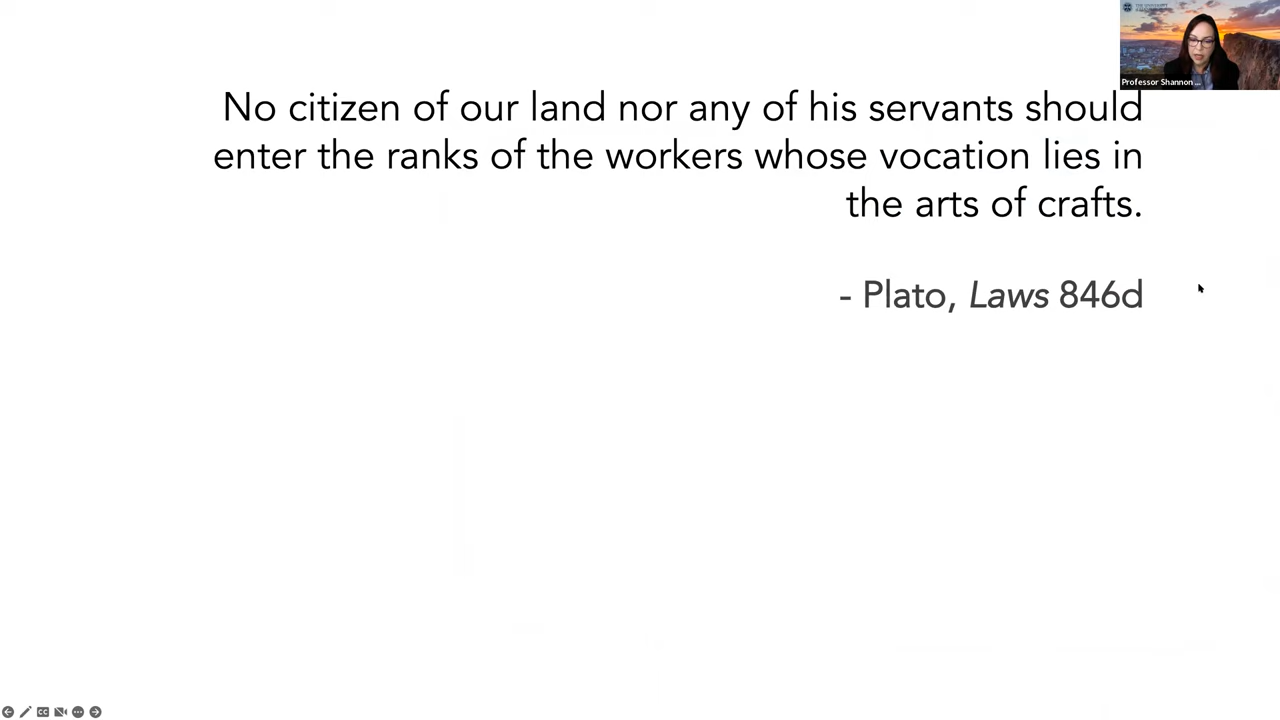 No citizen of our land nor any of his servants should
enter the ranks of the workers whose vocation lies in
the arts of crafts.
- Plato, Laws 846d
Professor Shannon ...